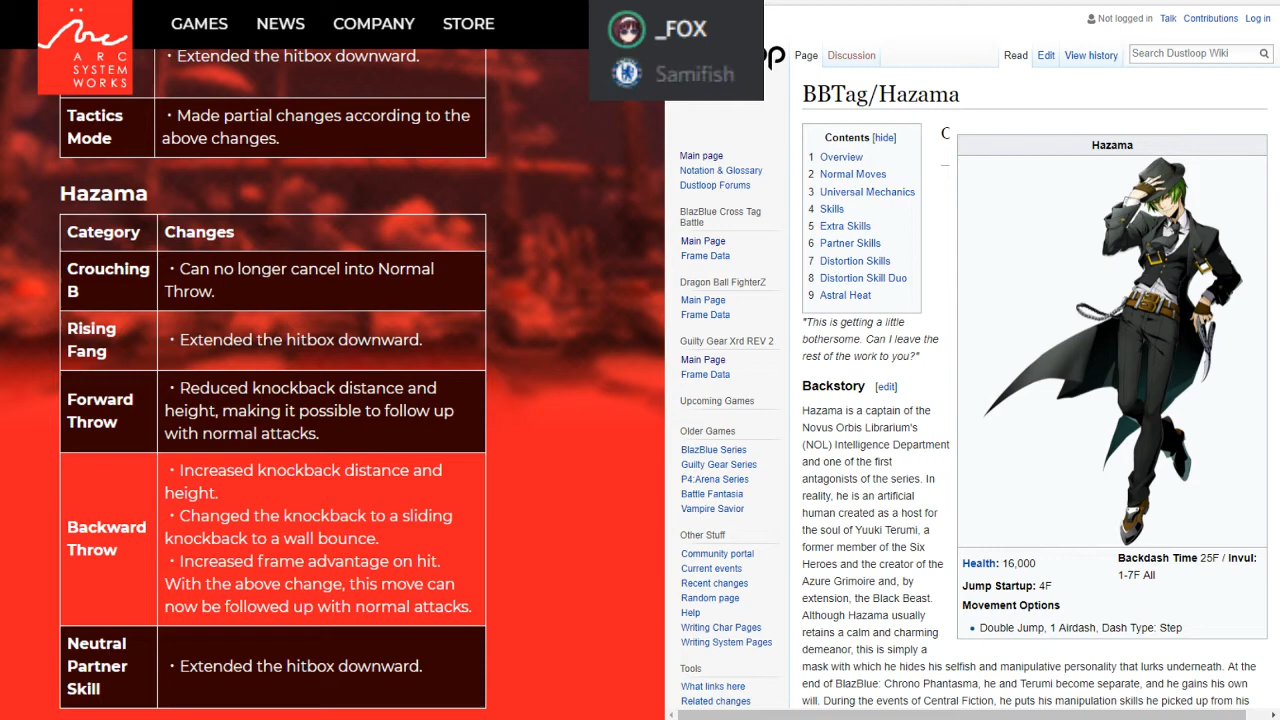 ARC
SYSTEM
WORKS
GAMES NEWS COMPANY STORE
・Extended the hitbox downward.
Tactics
Mode
・Made partial changes according to the
above changes.
Hazama
Category Changes
Crouching
B
・Can no longer cancel into Normal
Throw.
Rising
Fang
・Extended the hitbox downward.
Forward
Throw
・Reduced knockback distance and
height, making it possible to follow up
with normal attacks.
Backward
Throw
・Increased knockback distance and
height.
・Changed the knockback to a sliding
knockback to a wall bounce.
・Increased frame advantage on hit.
With the above change, this move can
now be followed up with normal attacks.
Neutral
Partner
Skill
・Extended the hitbox downward.
_FOX
Samifish
Not logged in Talk Contributions Log in
Page Discussion Read Edit View history Search Dustloop Wiki
Main page
Notation & Glossary
Dustloop Forums
BlazBlue Cross Tag
Battle
Main Page
Frame Data
Dragon Ball FighterZ
Main Page
Frame Data
Guilty Gear Xrd REV 2
Main Page
Frame Data
Upcoming Games
Older Games
BlazBlue Series
Guilty Gear Series
P4:Arena Series
Battle Fantasia
Vampire Savior
Other Stuff
Community portal
Current events
Recent changes
Random page
Help
Writing Char Pages
Writing System Pages
Tools
What links here
Related changes
BBTag/Hazama
Contents [hide]
1 Overview
2 Normal Moves
3 Universal Mechanics
4 Skills
5 Extra Skills
6 Partner Skills
7 Distortion Skills
8 Distortion Skill Duo
9 Astral Heat
"This is getting a little
bothersome. Can I leave the
rest of the work to you?"
Backstory [edit]
Hazama is a captain of the
Novus Orbis Librarium's
(NOL) Intelligence Department
and one of the first
antagonists of the series. In
reality, he is an artificial
human created as a host for
the soul of Yuuki Terumi, a
former member of the Six
Heroes and the creator of the
Azure Grimoire and, by
extension, the Black Beast.
Although Hazama usually
retains a calm and charming
demeanor, this is simply a
mask with which he hides his selfish and manipulative personality that lurks underneath. At the
end of BlazBlue: Chrono Phantasma, he and Terumi become separate, and he gains his own
will. During the events of Central Fiction, he puts his manipulation skills he picked up from his
Hazama
Health: 16,000
Jump Startup: 4F
Movement Options
• Double Jump, 1 Airdash, Dash Type: Step
Backdash Time 25F / Invul:
1-7F All